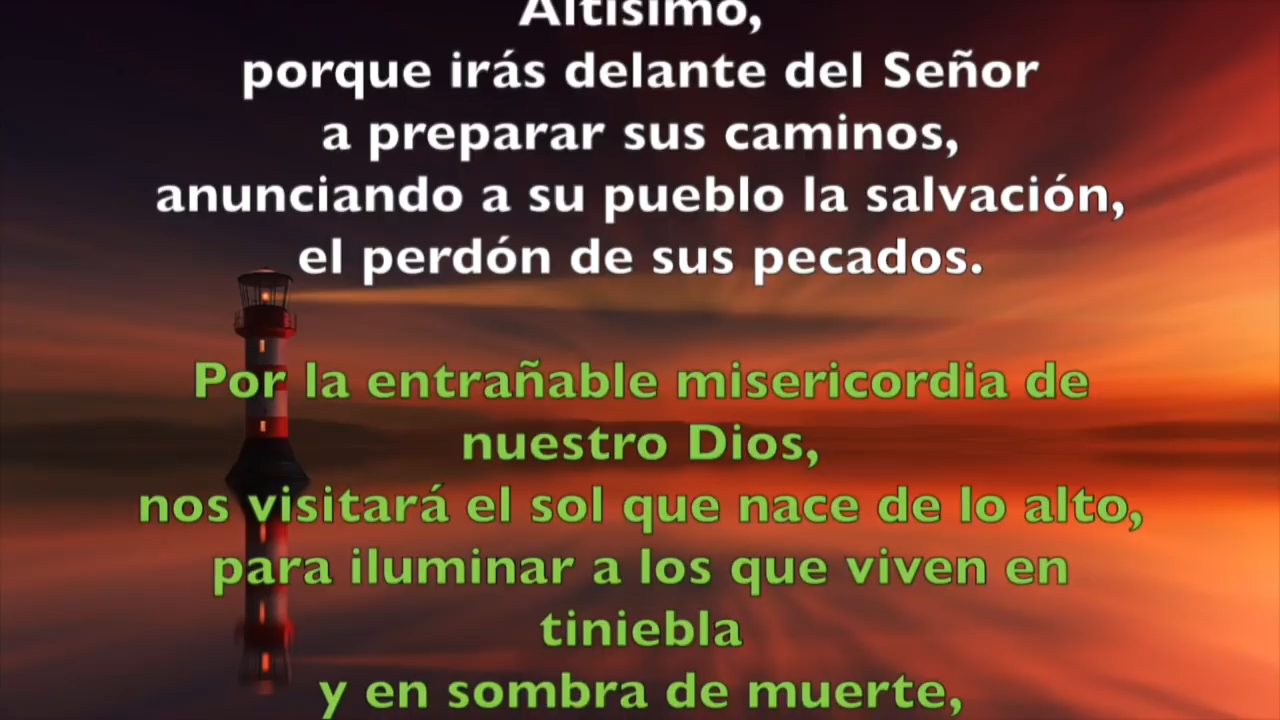 Altísimo,
porque irás delante del Señor
a preparar sus caminos,
anunciando a su pueblo la salvación,
el perdón de sus pecados.
Por la entrañable misericordia de
nuestro Dios,
nos visitará el sol que nace de lo alto,
para iluminar a los que viven en
tiniebla
y en sombra de muerte,